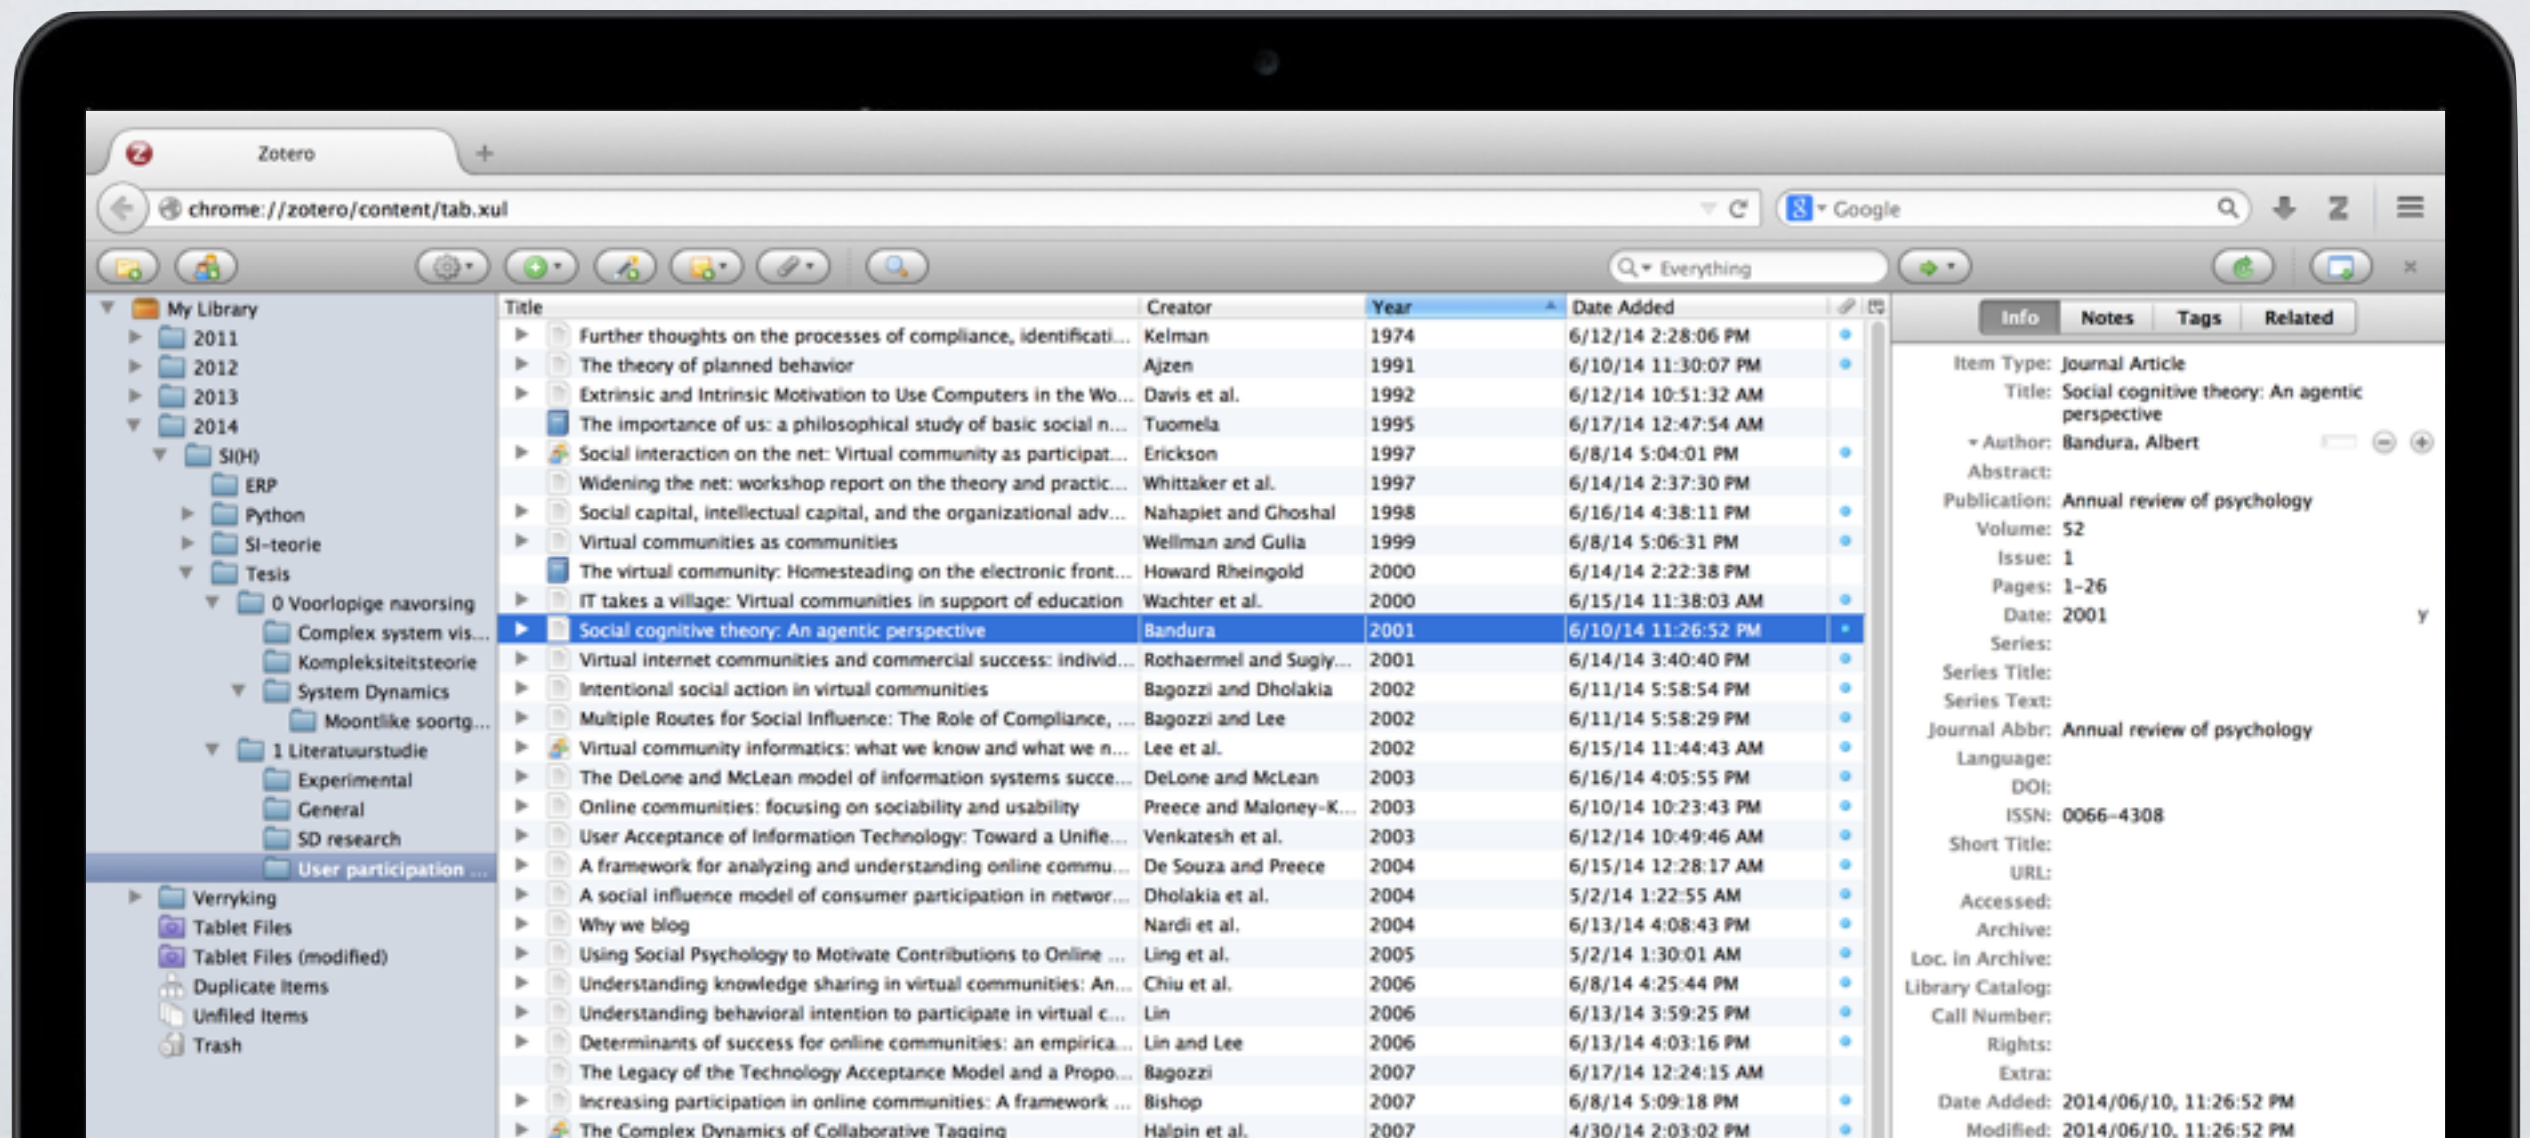 Zotero
chrome://zotero/content/tab.xul
Google
Everything
My Library
2011
2012
2013
2014
SI(H)
ERP
Python
SI-teorie
Tesis
0 Voorlopige navorsing
Complex system vis...
Kompleksiteitsteorie
System Dynamics
Moontlike soortg...
1 Literatuurstudie
Experimental
General
SD research
User participation ...
Verryking
Tablet Files
Tablet Files (modified)
Duplicate Items
Unfiled Items
Trash
Title Creator Year Date Added
Further thoughts on the processes of compliance, identificati... Kelman 1974 6/12/14 2:28:06 PM
The theory of planned behavior Ajzen 1991 6/10/14 11:30:07 PM
Extrinsic and Intrinsic Motivation to Use Computers in the Wo... Davis et al. 1992 6/12/14 10:51:32 AM
The importance of us: a philosophical study of basic social n... Tuomela 1995 6/17/14 12:47:54 AM
Social interaction on the net: Virtual community as participat... Erickson 1997 6/8/14 5:04:01 PM
Widening the net: workshop report on the theory and practic... Whittaker et al. 1997 6/14/14 2:37:30 PM
Social capital, intellectual capital, and the organizational adv... Nahapiet and Ghoshal 1998 6/16/14 4:38:11 PM
Virtual communities as communities Wellman and Gulia 1999 6/8/14 5:06:31 PM
The virtual community: Homesteading on the electronic front... Howard Rheingold 2000 6/14/14 2:22:38 PM
IT takes a village: Virtual communities in support of education Wachter et al. 2000 6/15/14 11:38:03 AM
Social cognitive theory: An agentic perspective Bandura 2001 6/10/14 11:26:52 PM
Virtual internet communities and commercial success: individ... Rothaermel and Sugiy... 2001 6/14/14 3:40:40 PM
Intentional social action in virtual communities Bagozzi and Dholakia 2002 6/11/14 5:58:54 PM
Multiple Routes for Social Influence: The Role of Compliance, ... Bagozzi and Lee 2002 6/11/14 5:58:29 PM
Virtual community informatics: what we know and what we n... Lee et al. 2002 6/15/14 11:44:43 AM
The DeLone and McLean model of information systems succe... DeLone and McLean 2003 6/16/14 4:05:55 PM
Online communities: focusing on sociability and usability Preece and Maloney-K... 2003 6/10/14 10:23:43 PM
User Acceptance of Information Technology: Toward a Unifie... Venkatesh et al. 2003 6/12/14 10:49:46 AM
A framework for analyzing and understanding online commu... De Souza and Preece 2004 6/15/14 12:28:17 AM
A social influence model of consumer participation in networ... Dholakia et al. 2004 5/2/14 1:22:55 AM
Why we blog Nardi et al. 2004 6/13/14 4:08:43 PM
Using Social Psychology to Motivate Contributions to Online ... Ling et al. 2005 5/2/14 1:30:01 AM
Understanding knowledge sharing in virtual communities: An... Chiu et al. 2006 6/8/14 4:25:44 PM
Understanding behavioral intention to participate in virtual c... Lin 2006 6/13/14 3:59:25 PM
Determinants of success for online communities: an empirica... Lin and Lee 2006 6/13/14 4:03:16 PM
The Legacy of the Technology Acceptance Model and a Propo... Bagozzi 2007 6/17/14 12:24:15 AM
Increasing participation in online communities: A framework ... Bishop 2007 6/8/14 5:09:18 PM
The Complex Dynamics of Collaborative Tagging Halpin et al. 2007 4/30/14 2:03:02 PM
Info Notes Tags Related
Item Type: Journal Article
Title: Social cognitive theory: An agentic
perspective
Author: Bandura, Albert
Abstract:
Publication: Annual review of psychology
Volume: 52
Issue: 1
Pages: 1-26
Date: 2001 y
Series:
Series Title:
Series Text:
Journal Abbr: Annual review of psychology
Language:
DOI:
ISSN: 0066-4308
Short Title:
URL:
Accessed:
Archive:
Loc. in Archive:
Library Catalog:
Call Number:
Rights:
Extra:
Date Added: 2014/06/10, 11:26:52 PM
Modified: 2014/06/10, 11:26:52 PM